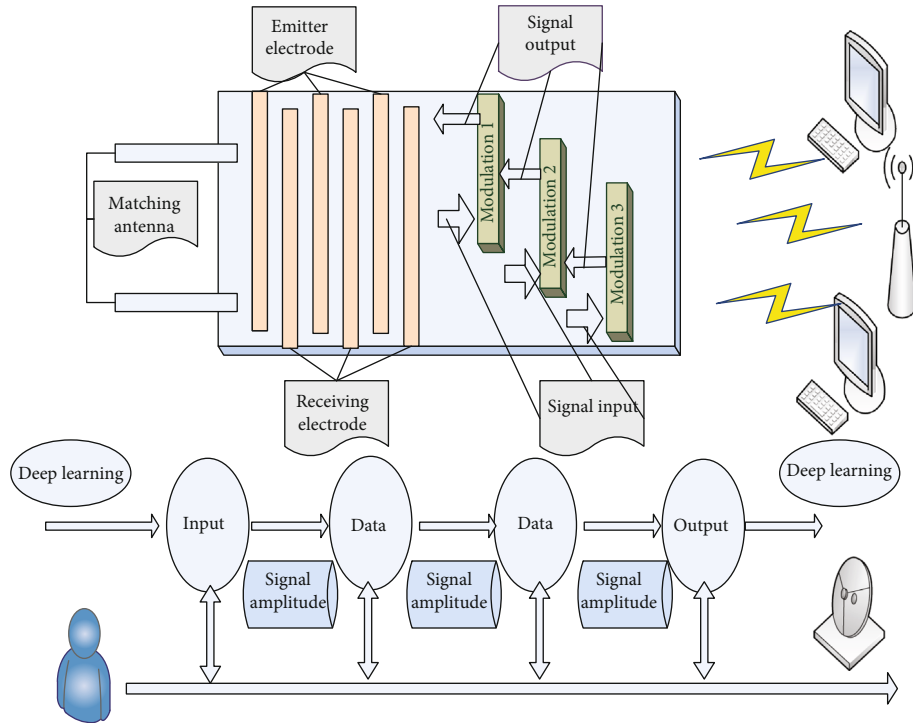 Emitter
electrode
Signal
output
Modulation 1
Modulation 2
Modulation 3
Matching
antenna
Receiving
electrode
Signal input
Deep learning
Deep learning
Input
Data
Data
Output
Signal
amplitude
Signal
amplitude
Signal
amplitude